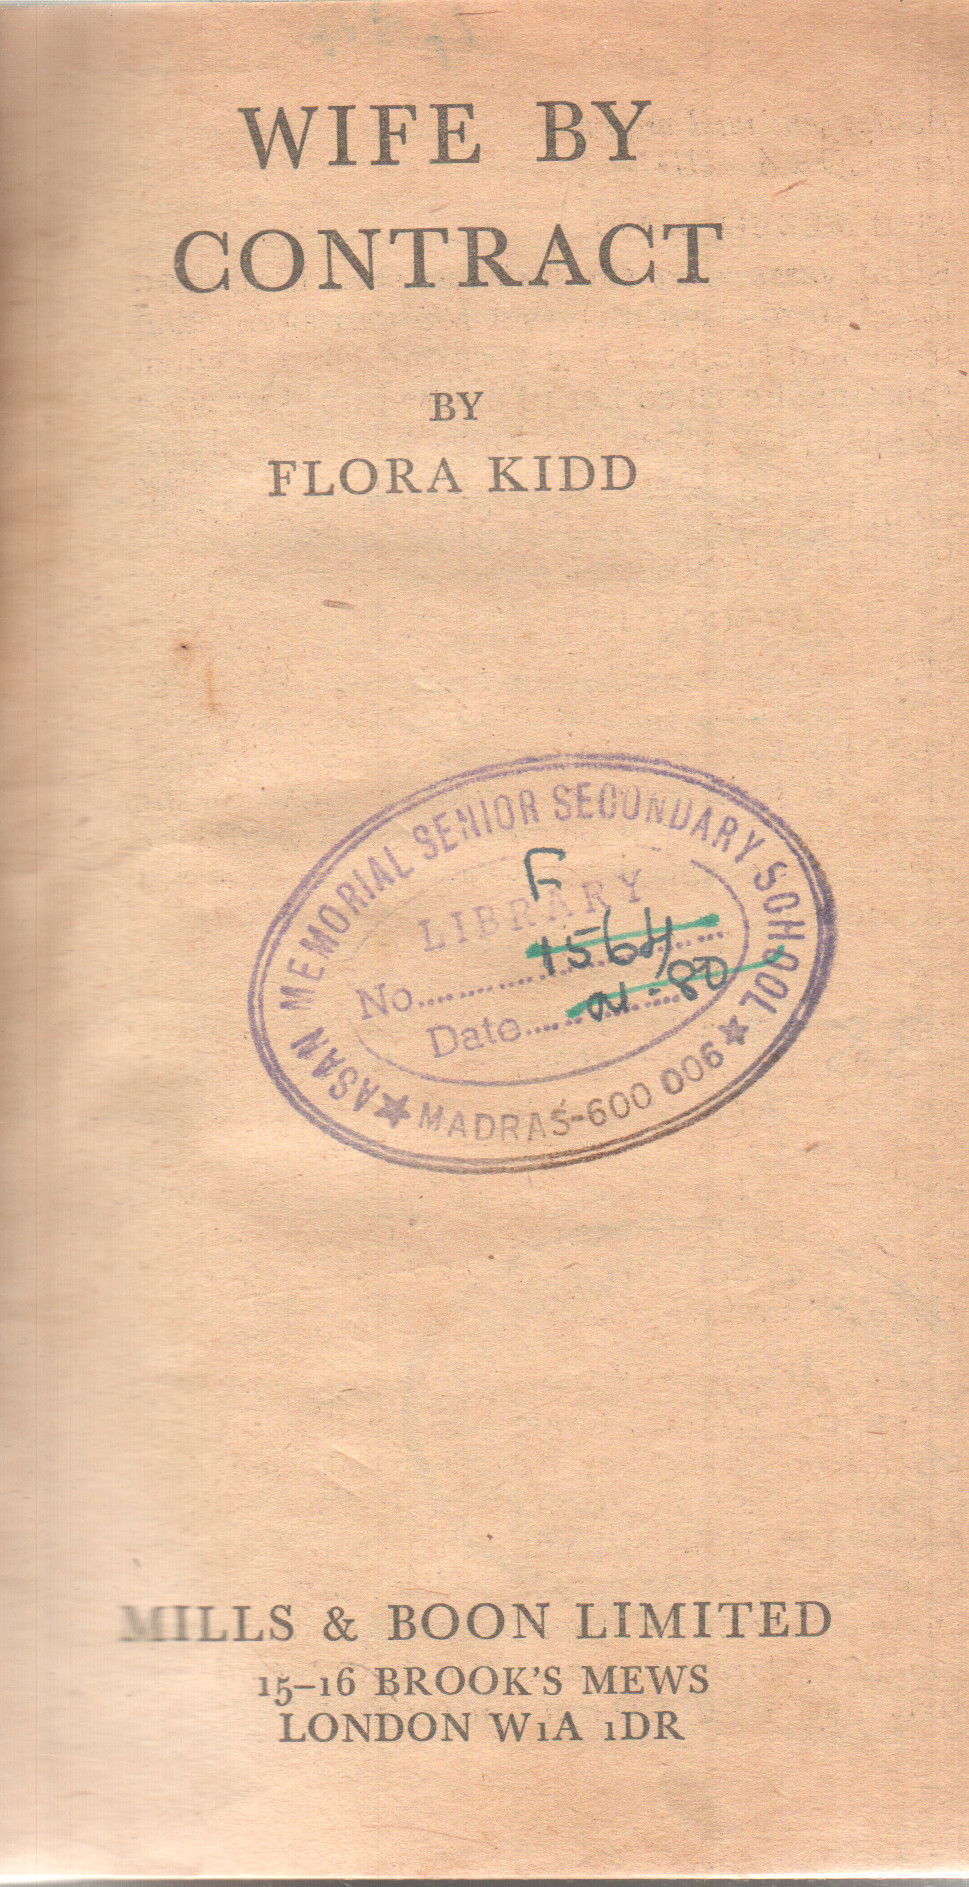 WIFE BY
CONTRACT
BY
FLORA KIDD
ASAN MEMORIAL SENIOR SECONDARY SCHOOL
LIBRARY
F
No. 1564
Date
MADRAS-600 006
MILLS & BOON LIMITED
15–16 BROOK'S MEWS
LONDON W1A 1DR